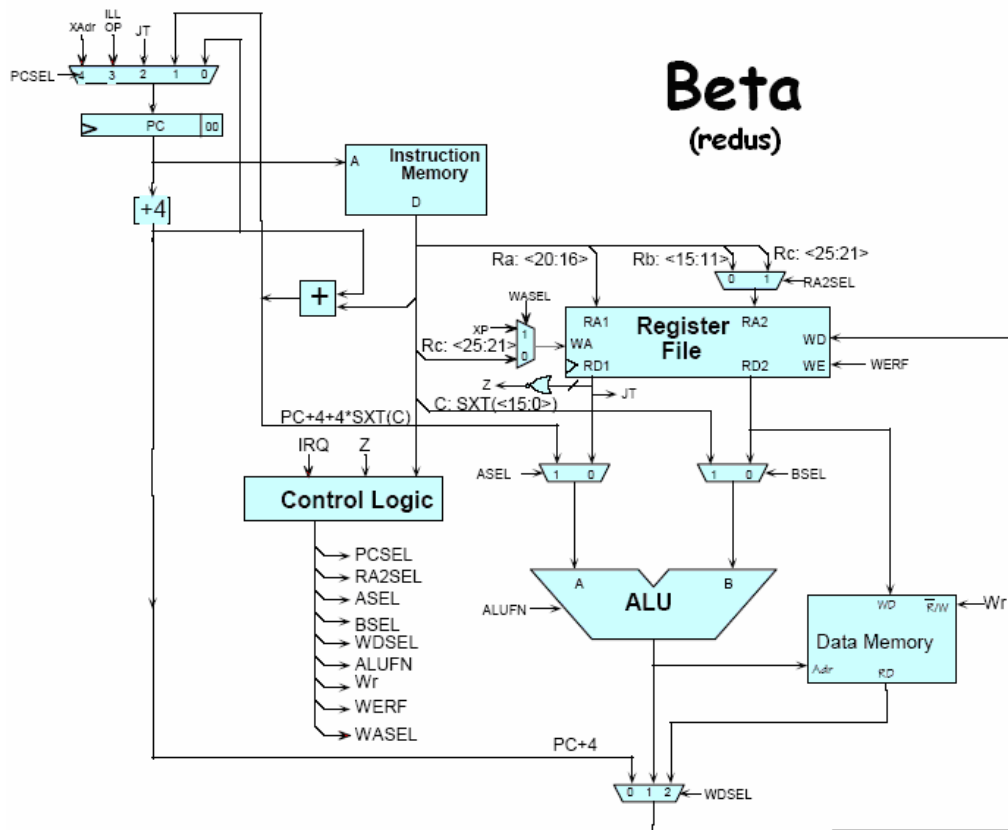 XAdr
ILL
OP
JT
PCSEL
4 3 2 1 0
Beta
(redus)
PC
00
A
Instruction
Memory
D
+4
+
Ra: <20:16>
Rb: <15:11>
Rc: <25:21>
0 1
RA2SEL
WASEL
XP
1
0
Rc: <25:21>
RA1
RA2
Register
File
WA
WD
RD1
RD2
WE
WERF
Z
JT
C: SXT(<15:0>)
PC+4+4*SXT(C)
IRQ
Z
ASEL
1 0
1 0
BSEL
Control Logic
PCSEL
RA2SEL
ASEL
BSEL
WDSEL
ALUFN
Wr
WERF
WASEL
A
B
ALU
ALUFN
WD
R/W
Wr
Data Memory
Adr
RD
PC+4
0 1 2
WDSEL